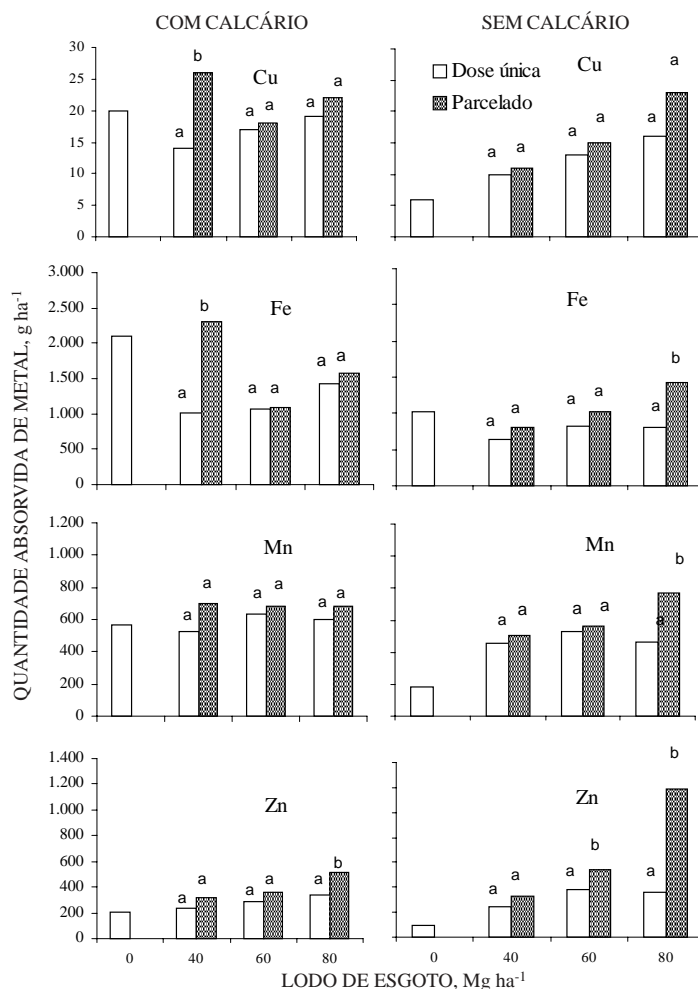 COM CALCÁRIO
SEM CALCÁRIO
QUANTIDADE ABSORVIDA DE METAL, g ha-1
30
25
20
15
10
5
0
Cu
a
b
a
a
a
a
Cu
Dose única
Parcelado
a
a
a
a
a
a
3.000
2.500
2.000
1.500
1.000
500
0
Fe
a
b
a
a
a
a
Fe
a
a
a
a
a
b
1.200
1.000
800
600
400
200
0
Mn
a
a
a
a
a
a
Mn
a
a
a
a
a
b
1.400
1.200
1.000
800
600
400
200
0
Zn
a
a
a
a
a
b
Zn
a
a
a
b
a
b
0 40 60 80
0 40 60 80
LODO DE ESGOTO, Mg ha-1